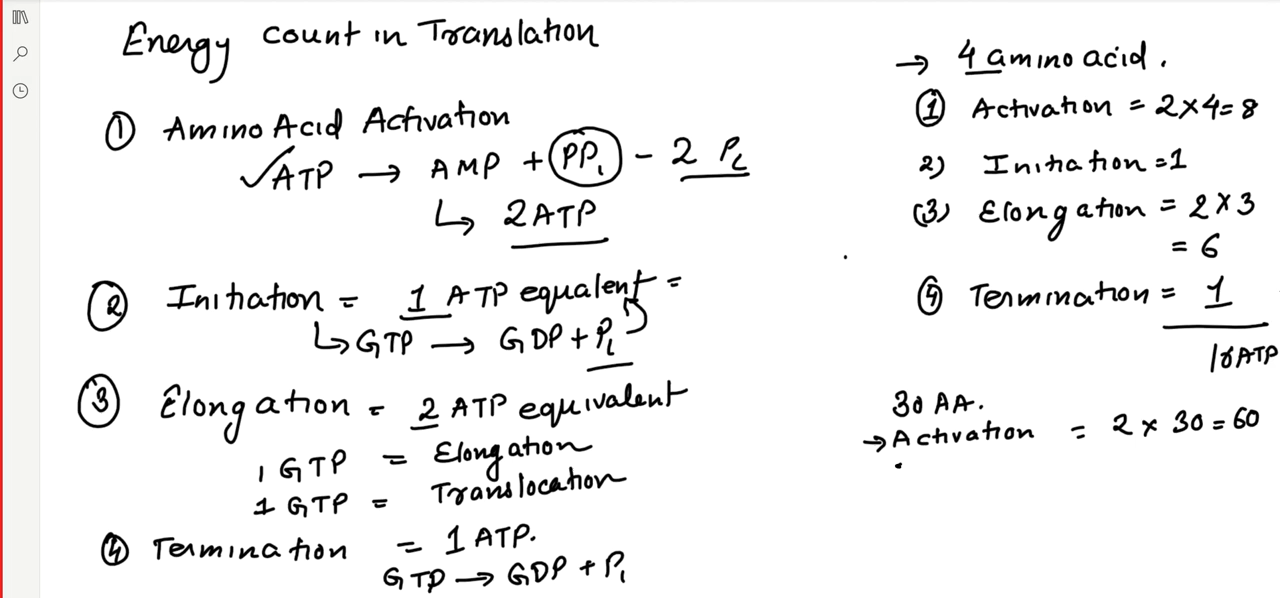 Energy count in Translation
① Amino Acid Activation
✓ATP → AMP + PPi - 2 Pi
↳ 2ATP
② Initiation = 1 ATP equalent =
↳ GTP → GDP + Pi
③ Elongation = 2 ATP equivalent
1 GTP = Elongation
1 GTP = Translocation
④ Termination = 1 ATP.
GTP → GDP + Pi
→ 4 amino acid.
① Activation = 2×4=8
2) Initiation =1
(3) Elongation = 2×3
= 6
④ Termination = 1
16ATP
30 AA.
→ Activation = 2 × 30 = 60